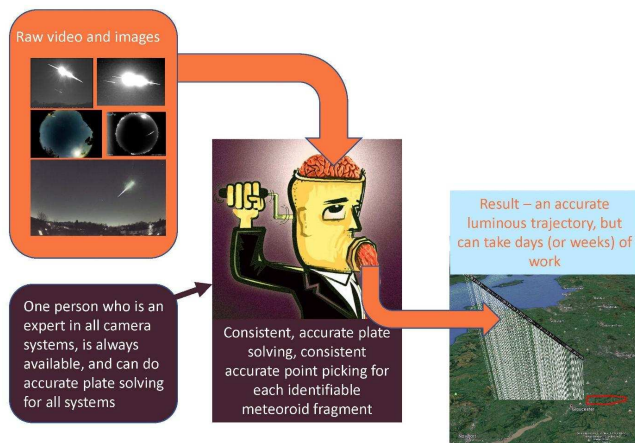 Raw video and images
Result – an accurate
luminous trajectory, but
can take days (or weeks) of
work
One person who is an
expert in all camera
systems, is always
available, and can do
accurate plate solving
for all systems
Consistent, accurate plate
solving, consistent
accurate point picking for
each identifiable
meteoroid fragment
Gloucester